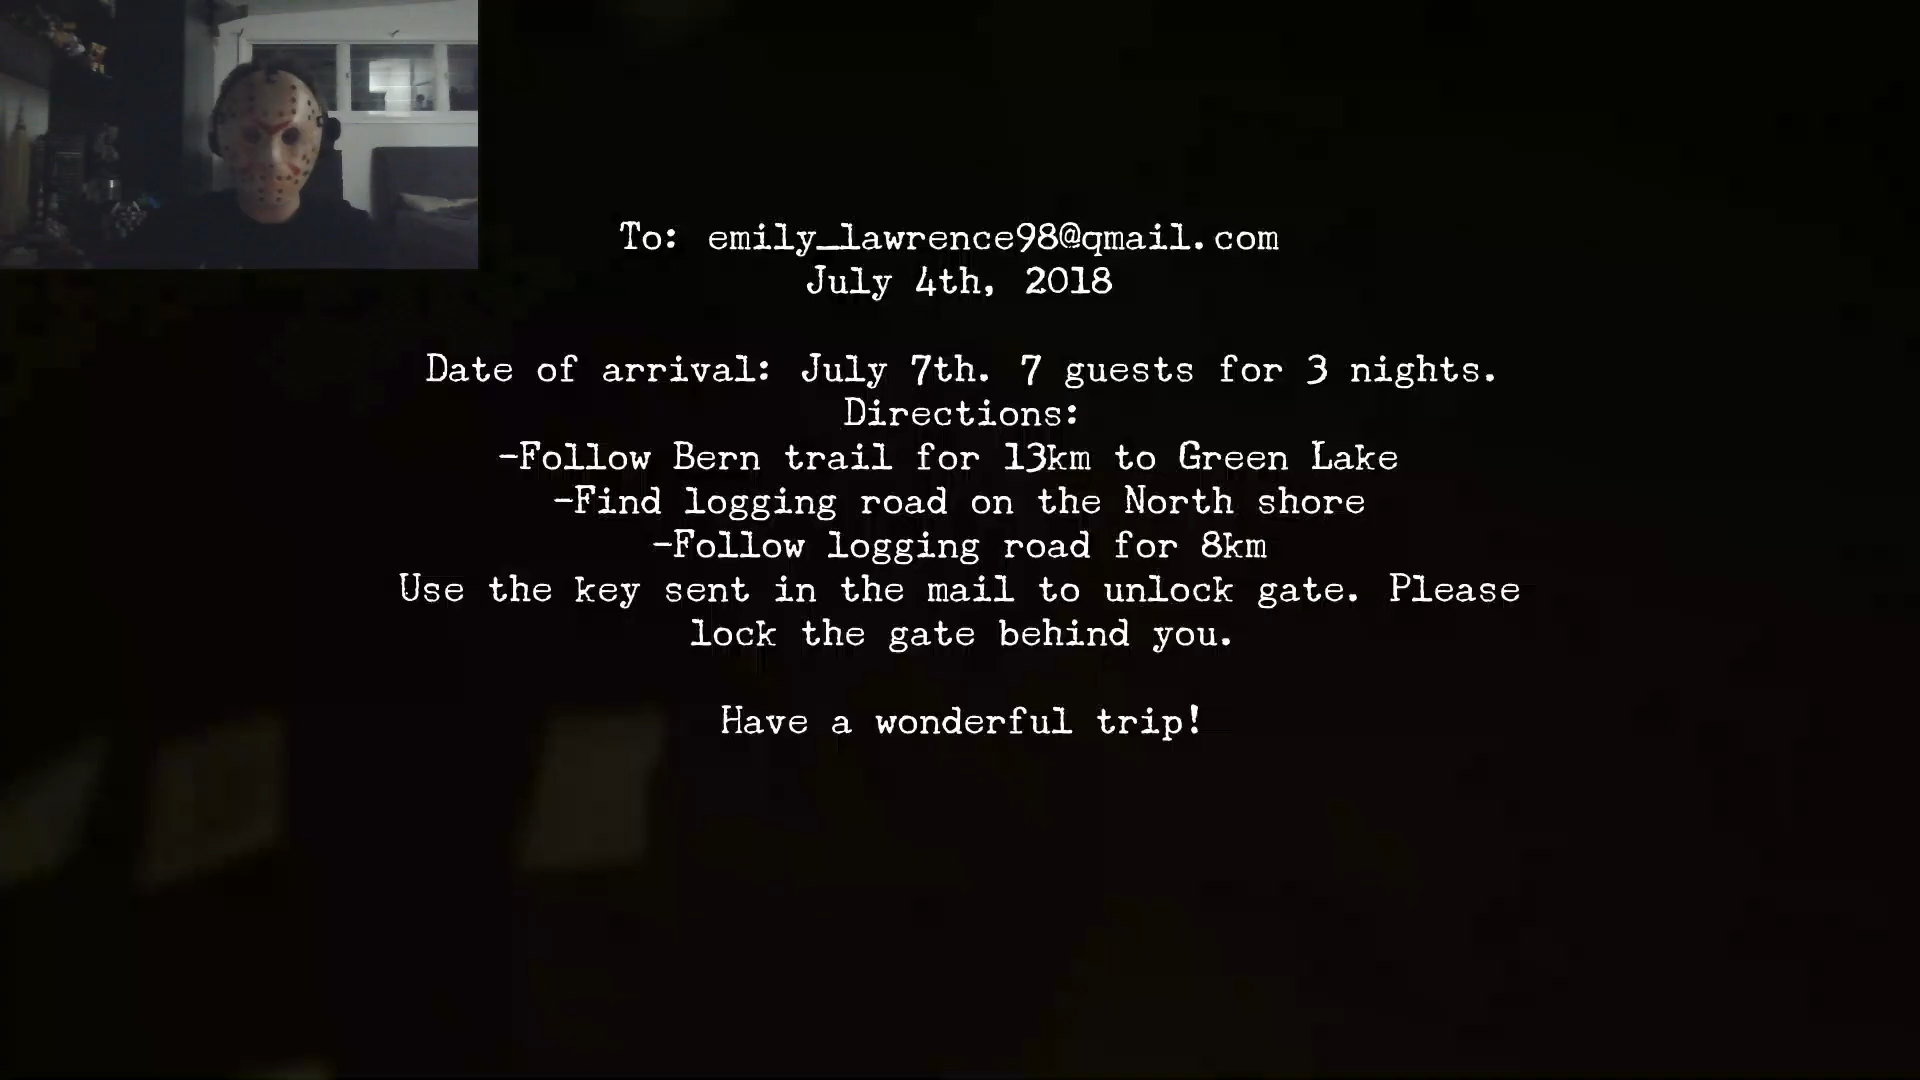 To: emily_lawrence98@qmail.com
July 4th, 2018
Date of arrival: July 7th. 7 guests for 3 nights.
Directions:
-Follow Bern trail for 13km to Green Lake
-Find logging road on the North shore
-Follow logging road for 8km
Use the key sent in the mail to unlock gate. Please
lock the gate behind you.
Have a wonderful trip!